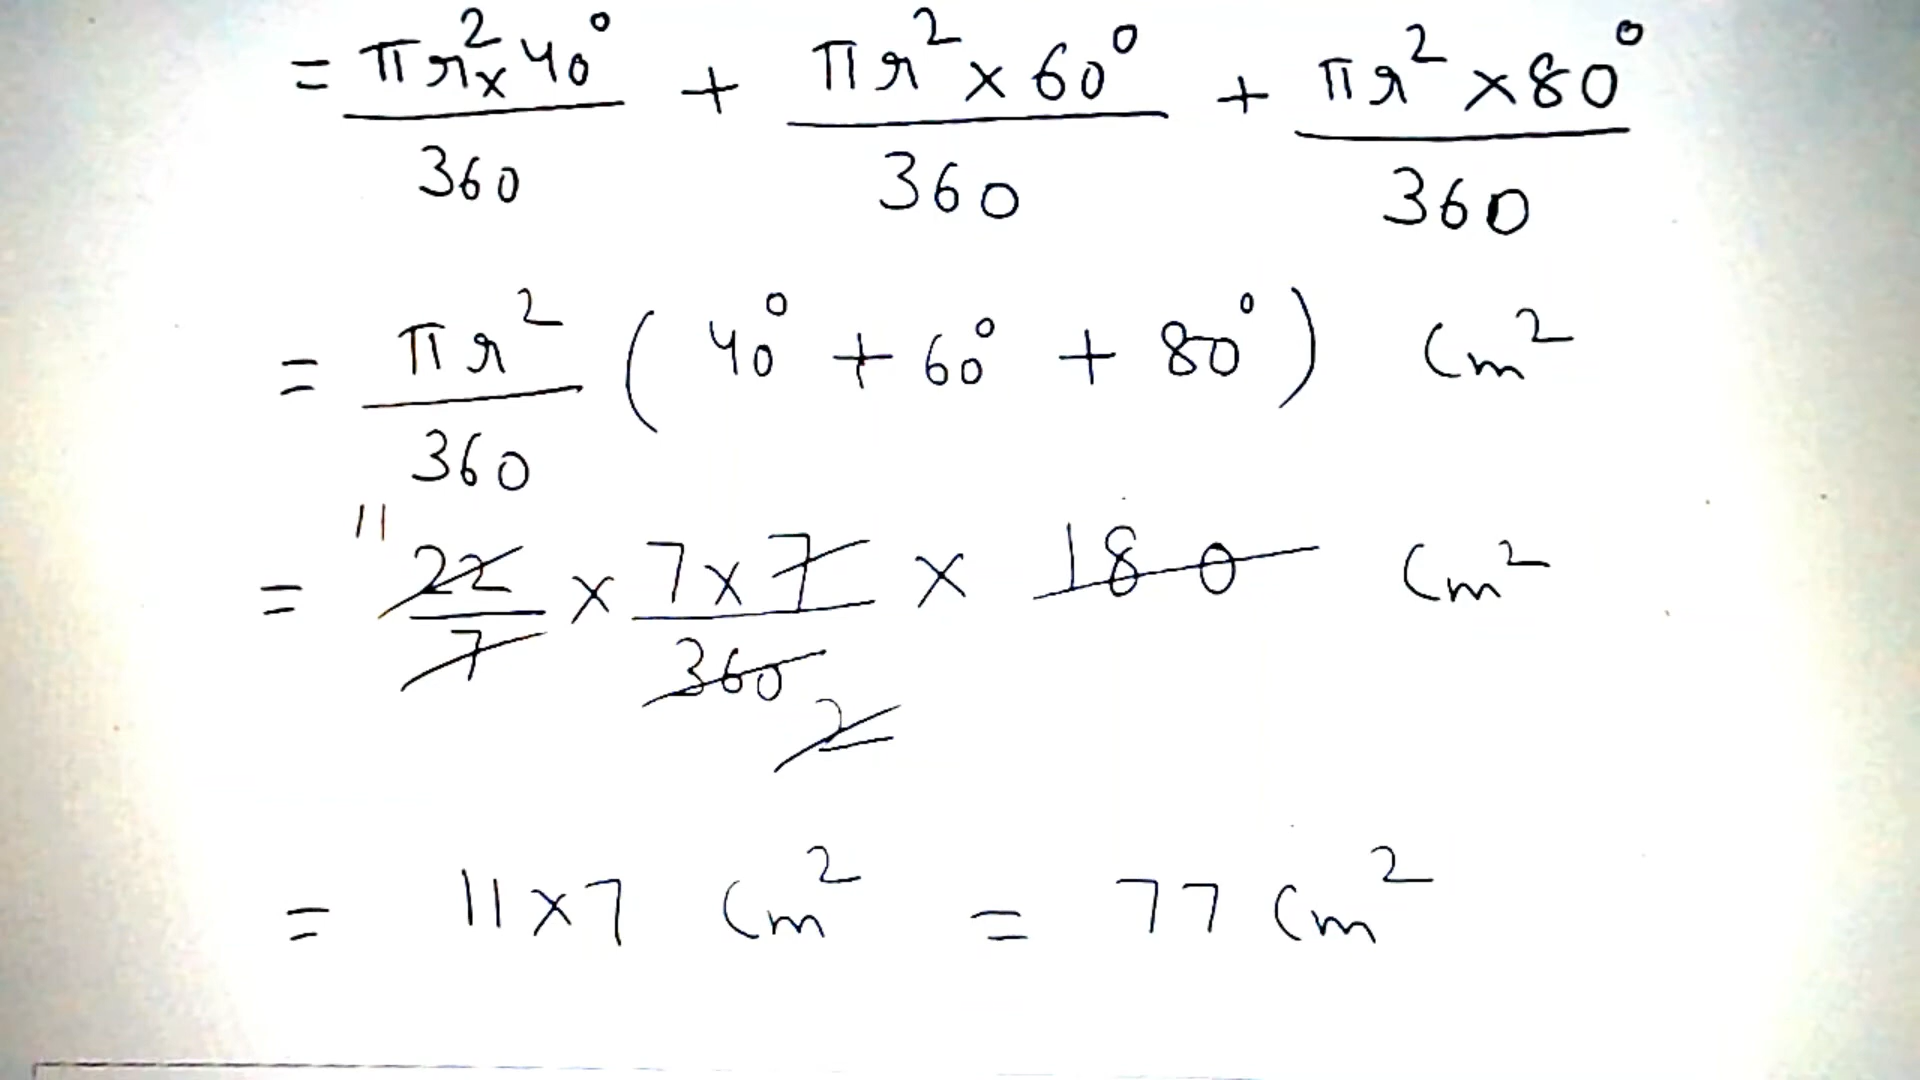 = πr² × 40° / 360 + πr² × 60° / 360 + πr² × 80° / 360
= πr² / 360 ( 40° + 60° + 80° ) cm²
11
= 22/7 × 7×7 / 360 × 180 cm²
2
= 11×7 cm² = 77 cm²